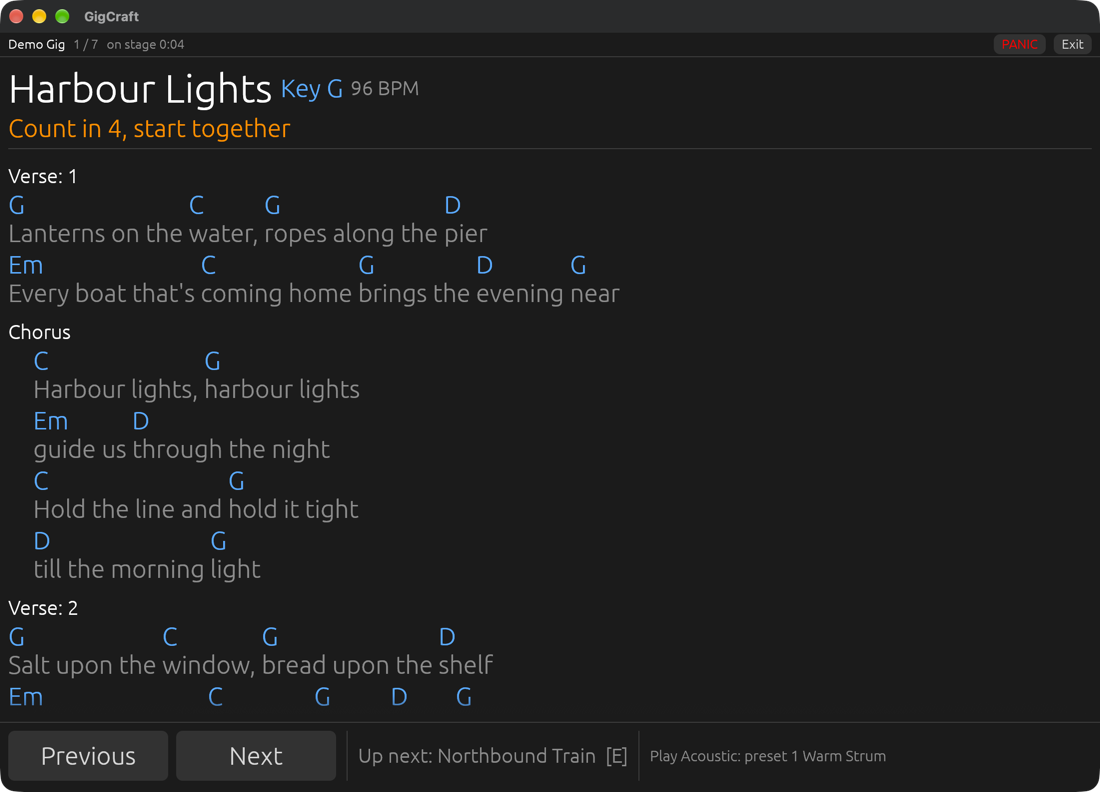 GigCraft
Demo Gig 1 / 7 on stage 0:04 PANIC Exit
Harbour Lights Key G 96 BPM
Count in 4, start together
Verse: 1
G C G D
Lanterns on the water, ropes along the pier
Em C G D G
Every boat that's coming home brings the evening near
Chorus
C G
Harbour lights, harbour lights
Em D
guide us through the night
C G
Hold the line and hold it tight
D G
till the morning light
Verse: 2
G C G D
Salt upon the window, bread upon the shelf
Em C G D G
Previous Next Up next: Northbound Train [E] Play Acoustic: preset 1 Warm Strum